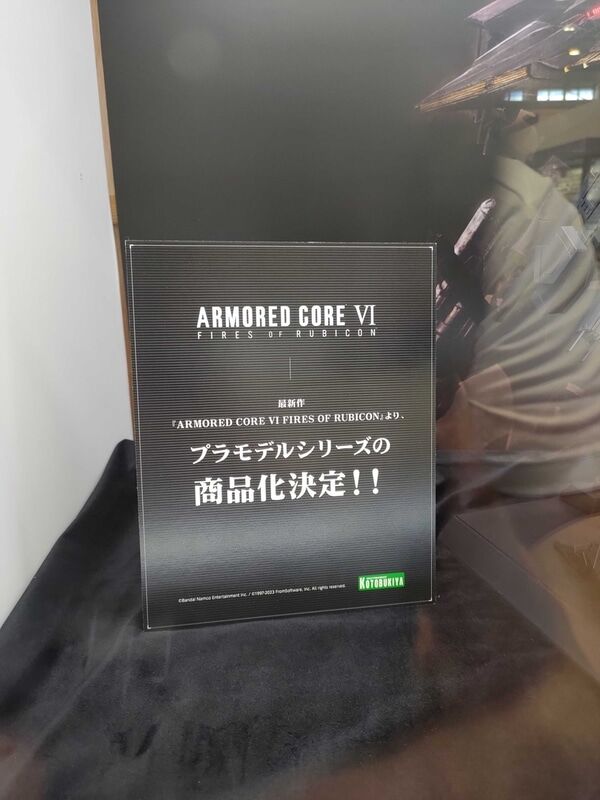 ARMORED CORE VI
FIRES OF RUBICON
最新作
『ARMORED CORE VI FIRES OF RUBICON』より、
プラモデルシリーズの
商品化決定!!
KOTOBUKIYA
©Bandai Namco Entertainment Inc. / ©1997-2023 FromSoftware, Inc. All rights reserved.